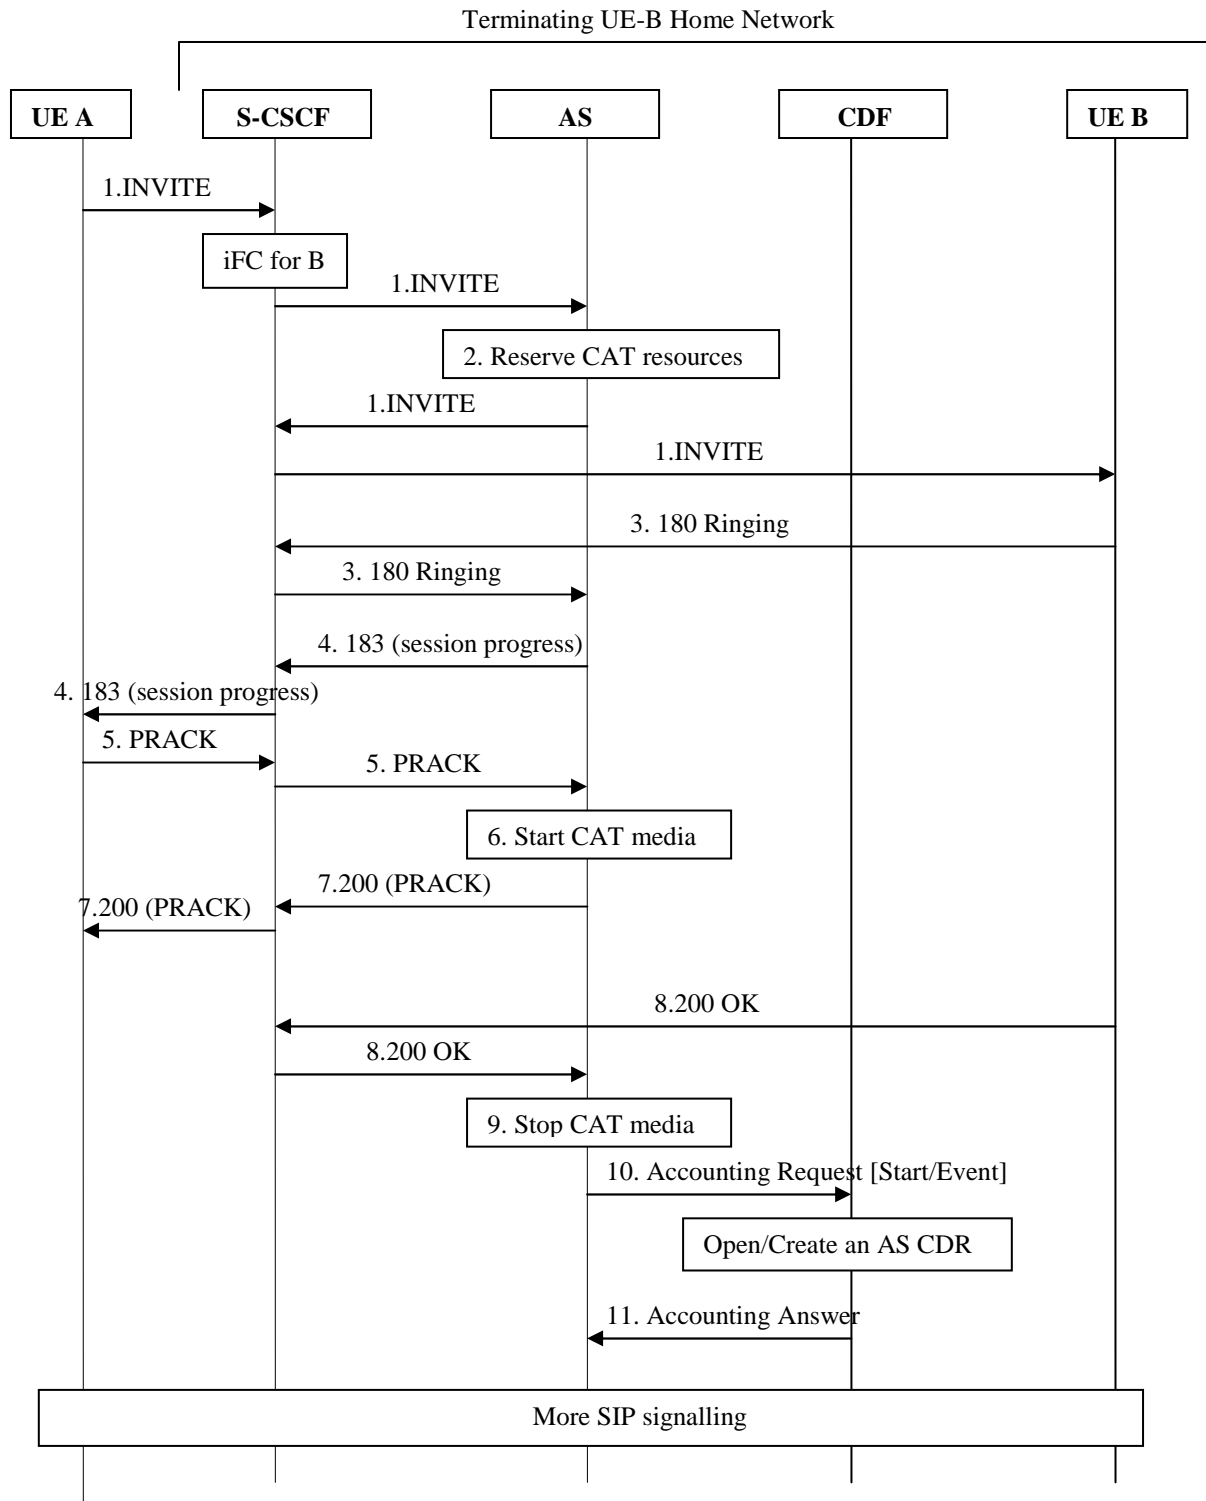 Terminating UE-B Home Network
UE A
S-CSCF
AS
CDF
UE B
1.INVITE
iFC for B
1.INVITE
2. Reserve CAT resources
1.INVITE
1.INVITE
3. 180 Ringing
3. 180 Ringing
4. 183 (session progress)
4. 183 (session progress)
5. PRACK
5. PRACK
6. Start CAT media
7.200 (PRACK)
7.200 (PRACK)
8.200 OK
8.200 OK
9. Stop CAT media
10. Accounting Request [Start/Event]
Open/Create an AS CDR
11. Accounting Answer
More SIP signalling